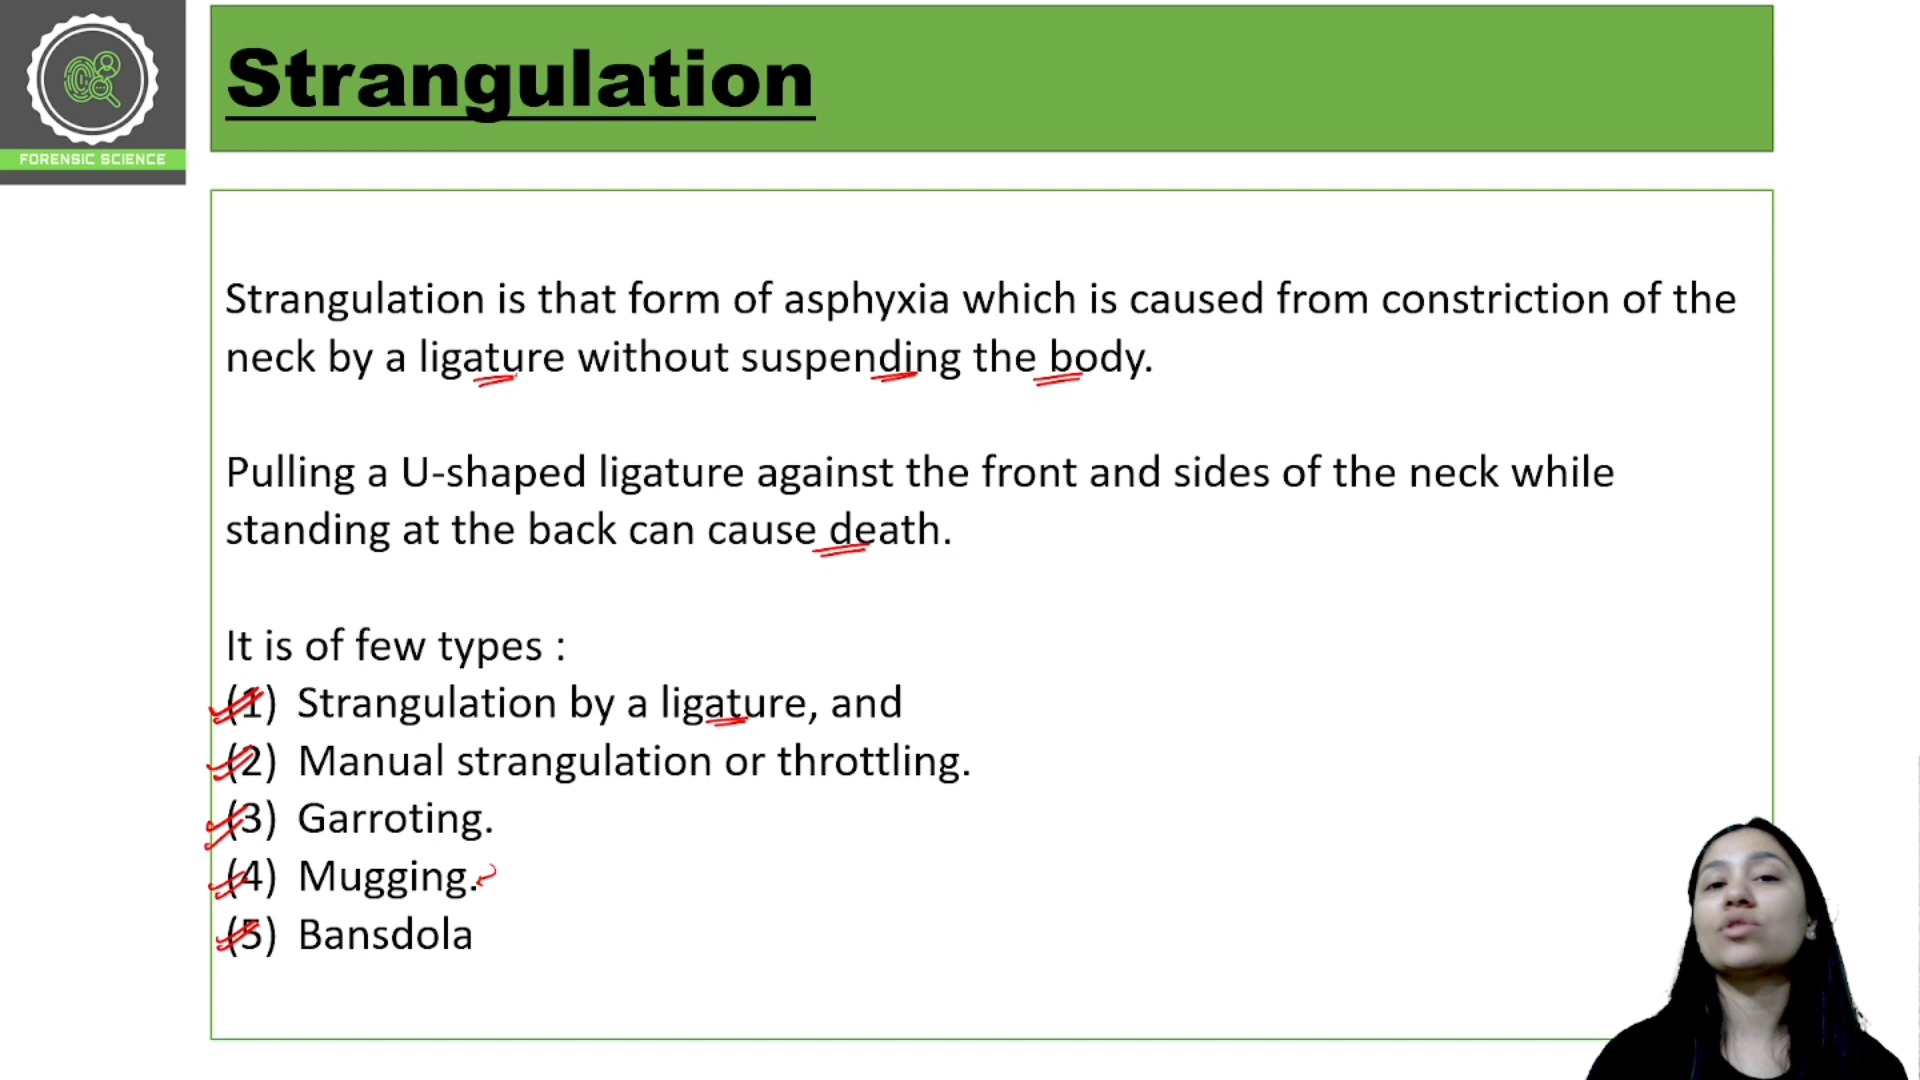 FORENSIC SCIENCE
Strangulation
Strangulation is that form of asphyxia which is caused from constriction of the
neck by a ligature without suspending the body.
Pulling a U-shaped ligature against the front and sides of the neck while
standing at the back can cause death.
It is of few types :
(1) Strangulation by a ligature, and
(2) Manual strangulation or throttling.
(3) Garroting.
(4) Mugging.
(5) Bansdola